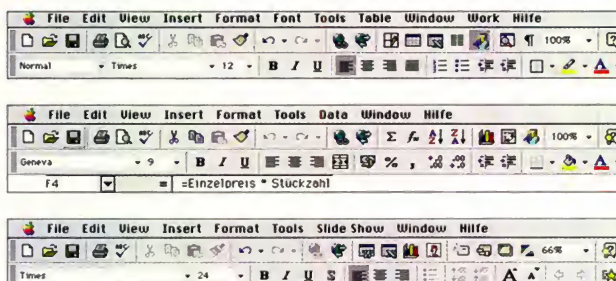 File Edit View Insert Format Font Tools Table Window Work Hilfe
100%
Normal Times 12 B I U A
File Edit View Insert Format Tools Data Window Hilfe
Σ 100%
Geneva 9 B I U % , A
F4 = =Einzelpreis * Stückzahl
File Edit View Insert Format Tools Slide Show Window Hilfe
66%
Times 24 B I U S A A